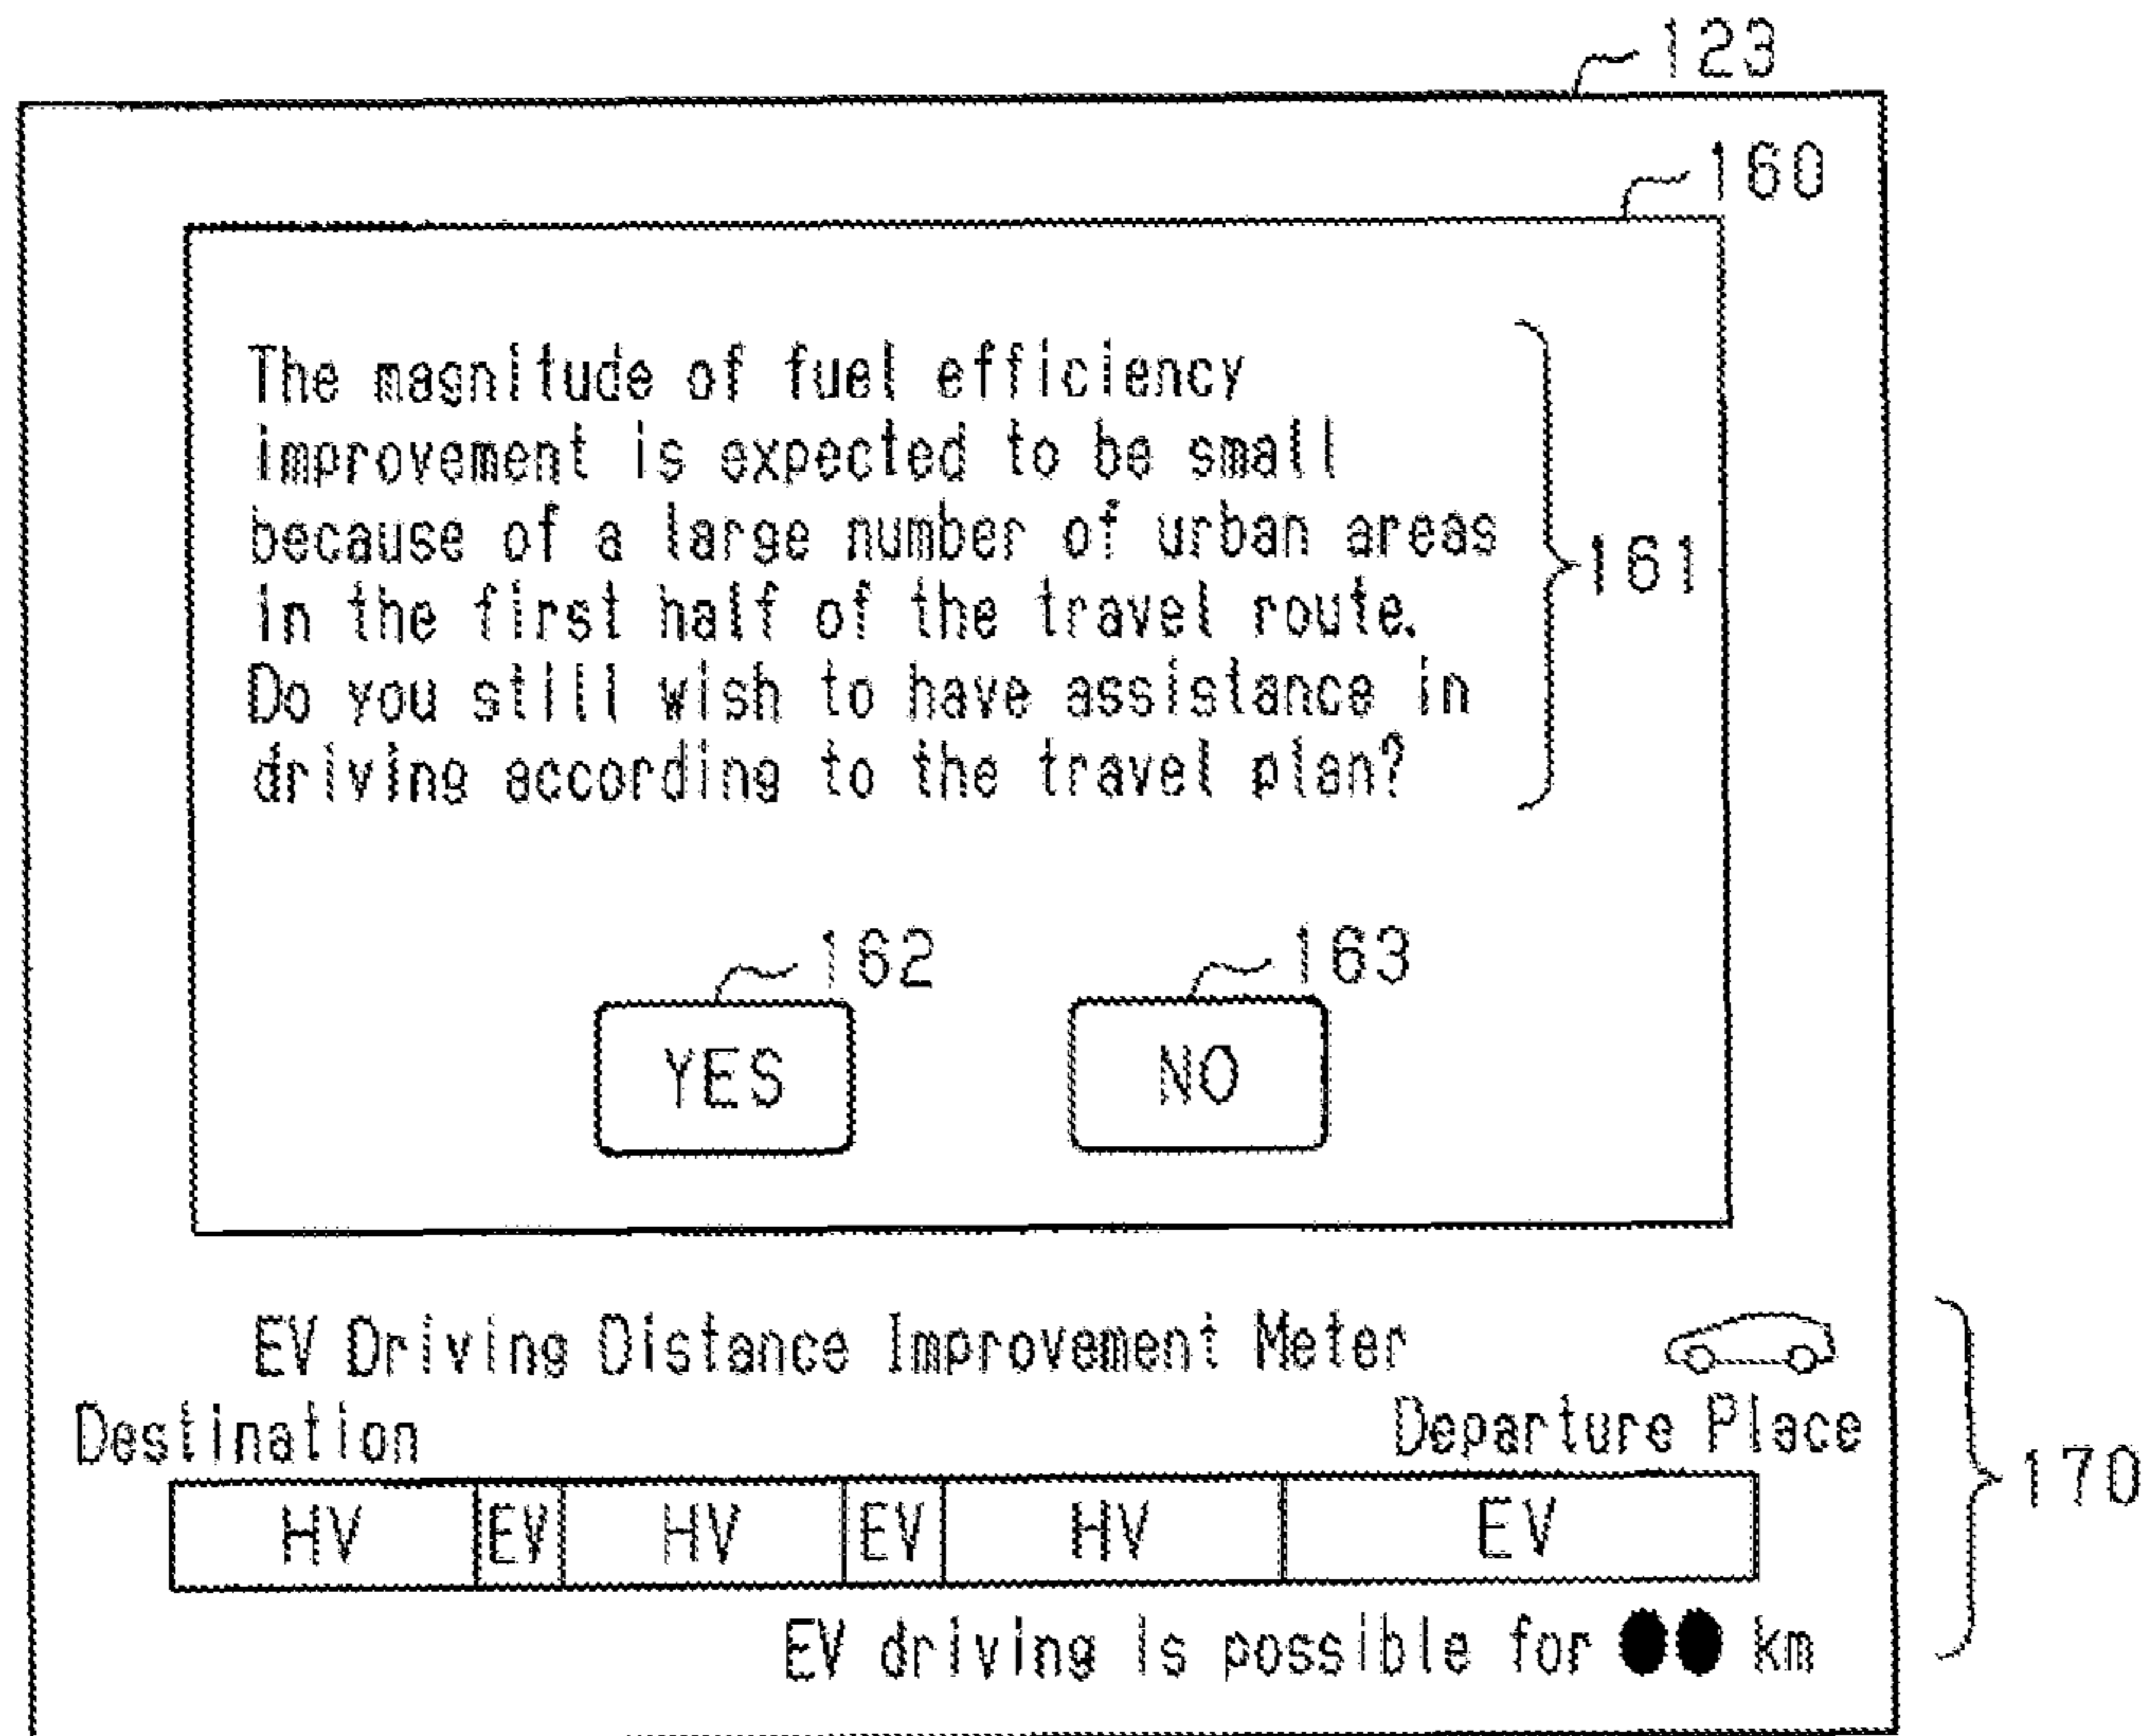 123
160
The magnitude of fuel efficiency
improvement is expected to be small
because of a large number of urban areas
in the first half of the travel route.
Do you still wish to have assistance in
driving according to the travel plan?
161
162
163
YES
NO
EV Driving Distance Improvement Meter
Destination
Departure Place
HV EV HV EV HV EV
170
EV driving is possible for ●● km